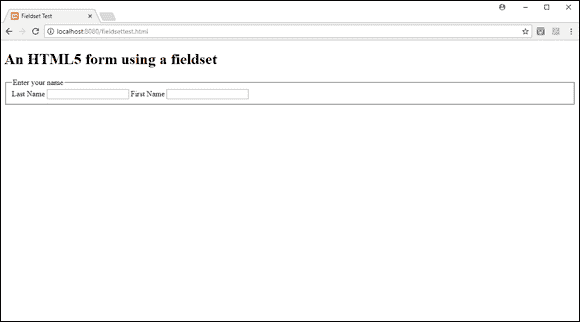 Fieldset Test
localhost:8080/fieldsettest.html
An HTML5 form using a fieldset
Enter your name
Last Name First Name